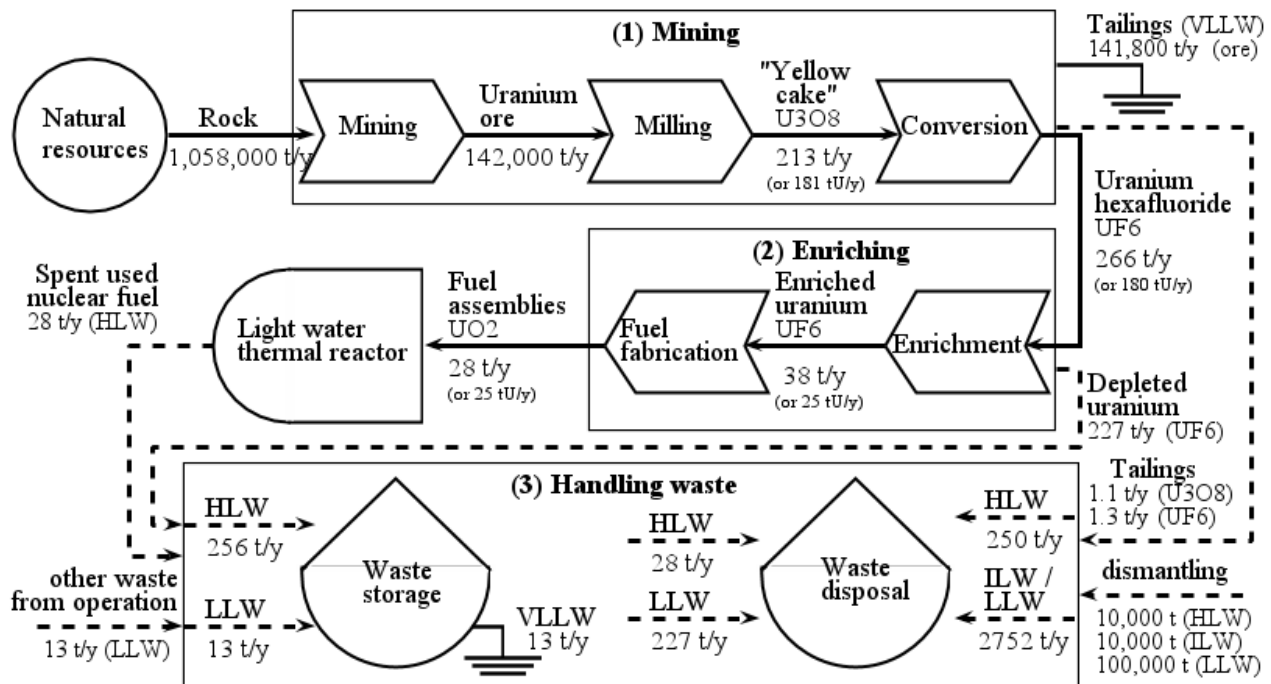 (1) Mining
Tailings (VLLW)
141,800 t/y (ore)
Natural
resources
Rock
1,058,000 t/y
Mining
Uranium
ore
142,000 t/y
Milling
"Yellow
cake"
U3O8
213 t/y
(or 181 tU/y)
Conversion
Uranium
hexafluoride
UF6
266 t/y
(or 180 tU/y)
(2) Enriching
Spent used
nuclear fuel
28 t/y (HLW)
Light water
thermal reactor
Fuel
assemblies
UO2
28 t/y
(or 25 tU/y)
Fuel
fabrication
Enriched
uranium
UF6
38 t/y
(or 25 tU/y)
Enrichment
Depleted
uranium
227 t/y (UF6)
(3) Handling waste
Tailings
1.1 t/y (U3O8)
1.3 t/y (UF6)
HLW
256 t/y
Waste
storage
HLW
28 t/y
Waste
disposal
HLW
250 t/y
other waste
from operation
13 t/y (LLW)
LLW
13 t/y
VLLW
13 t/y
LLW
227 t/y
ILW /
LLW
2752 t/y
dismantling
10,000 t (HLW)
10,000 t (ILW)
100,000 t (LLW)